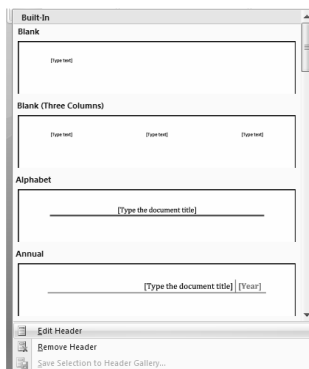 Built-In
Blank
[Type text]
Blank (Three Columns)
[Type text] [Type text] [Type text]
Alphabet
[Type the document title]
Annual
[Type the document title] [Year]
Edit Header
Remove Header
Save Selection to Header Gallery...